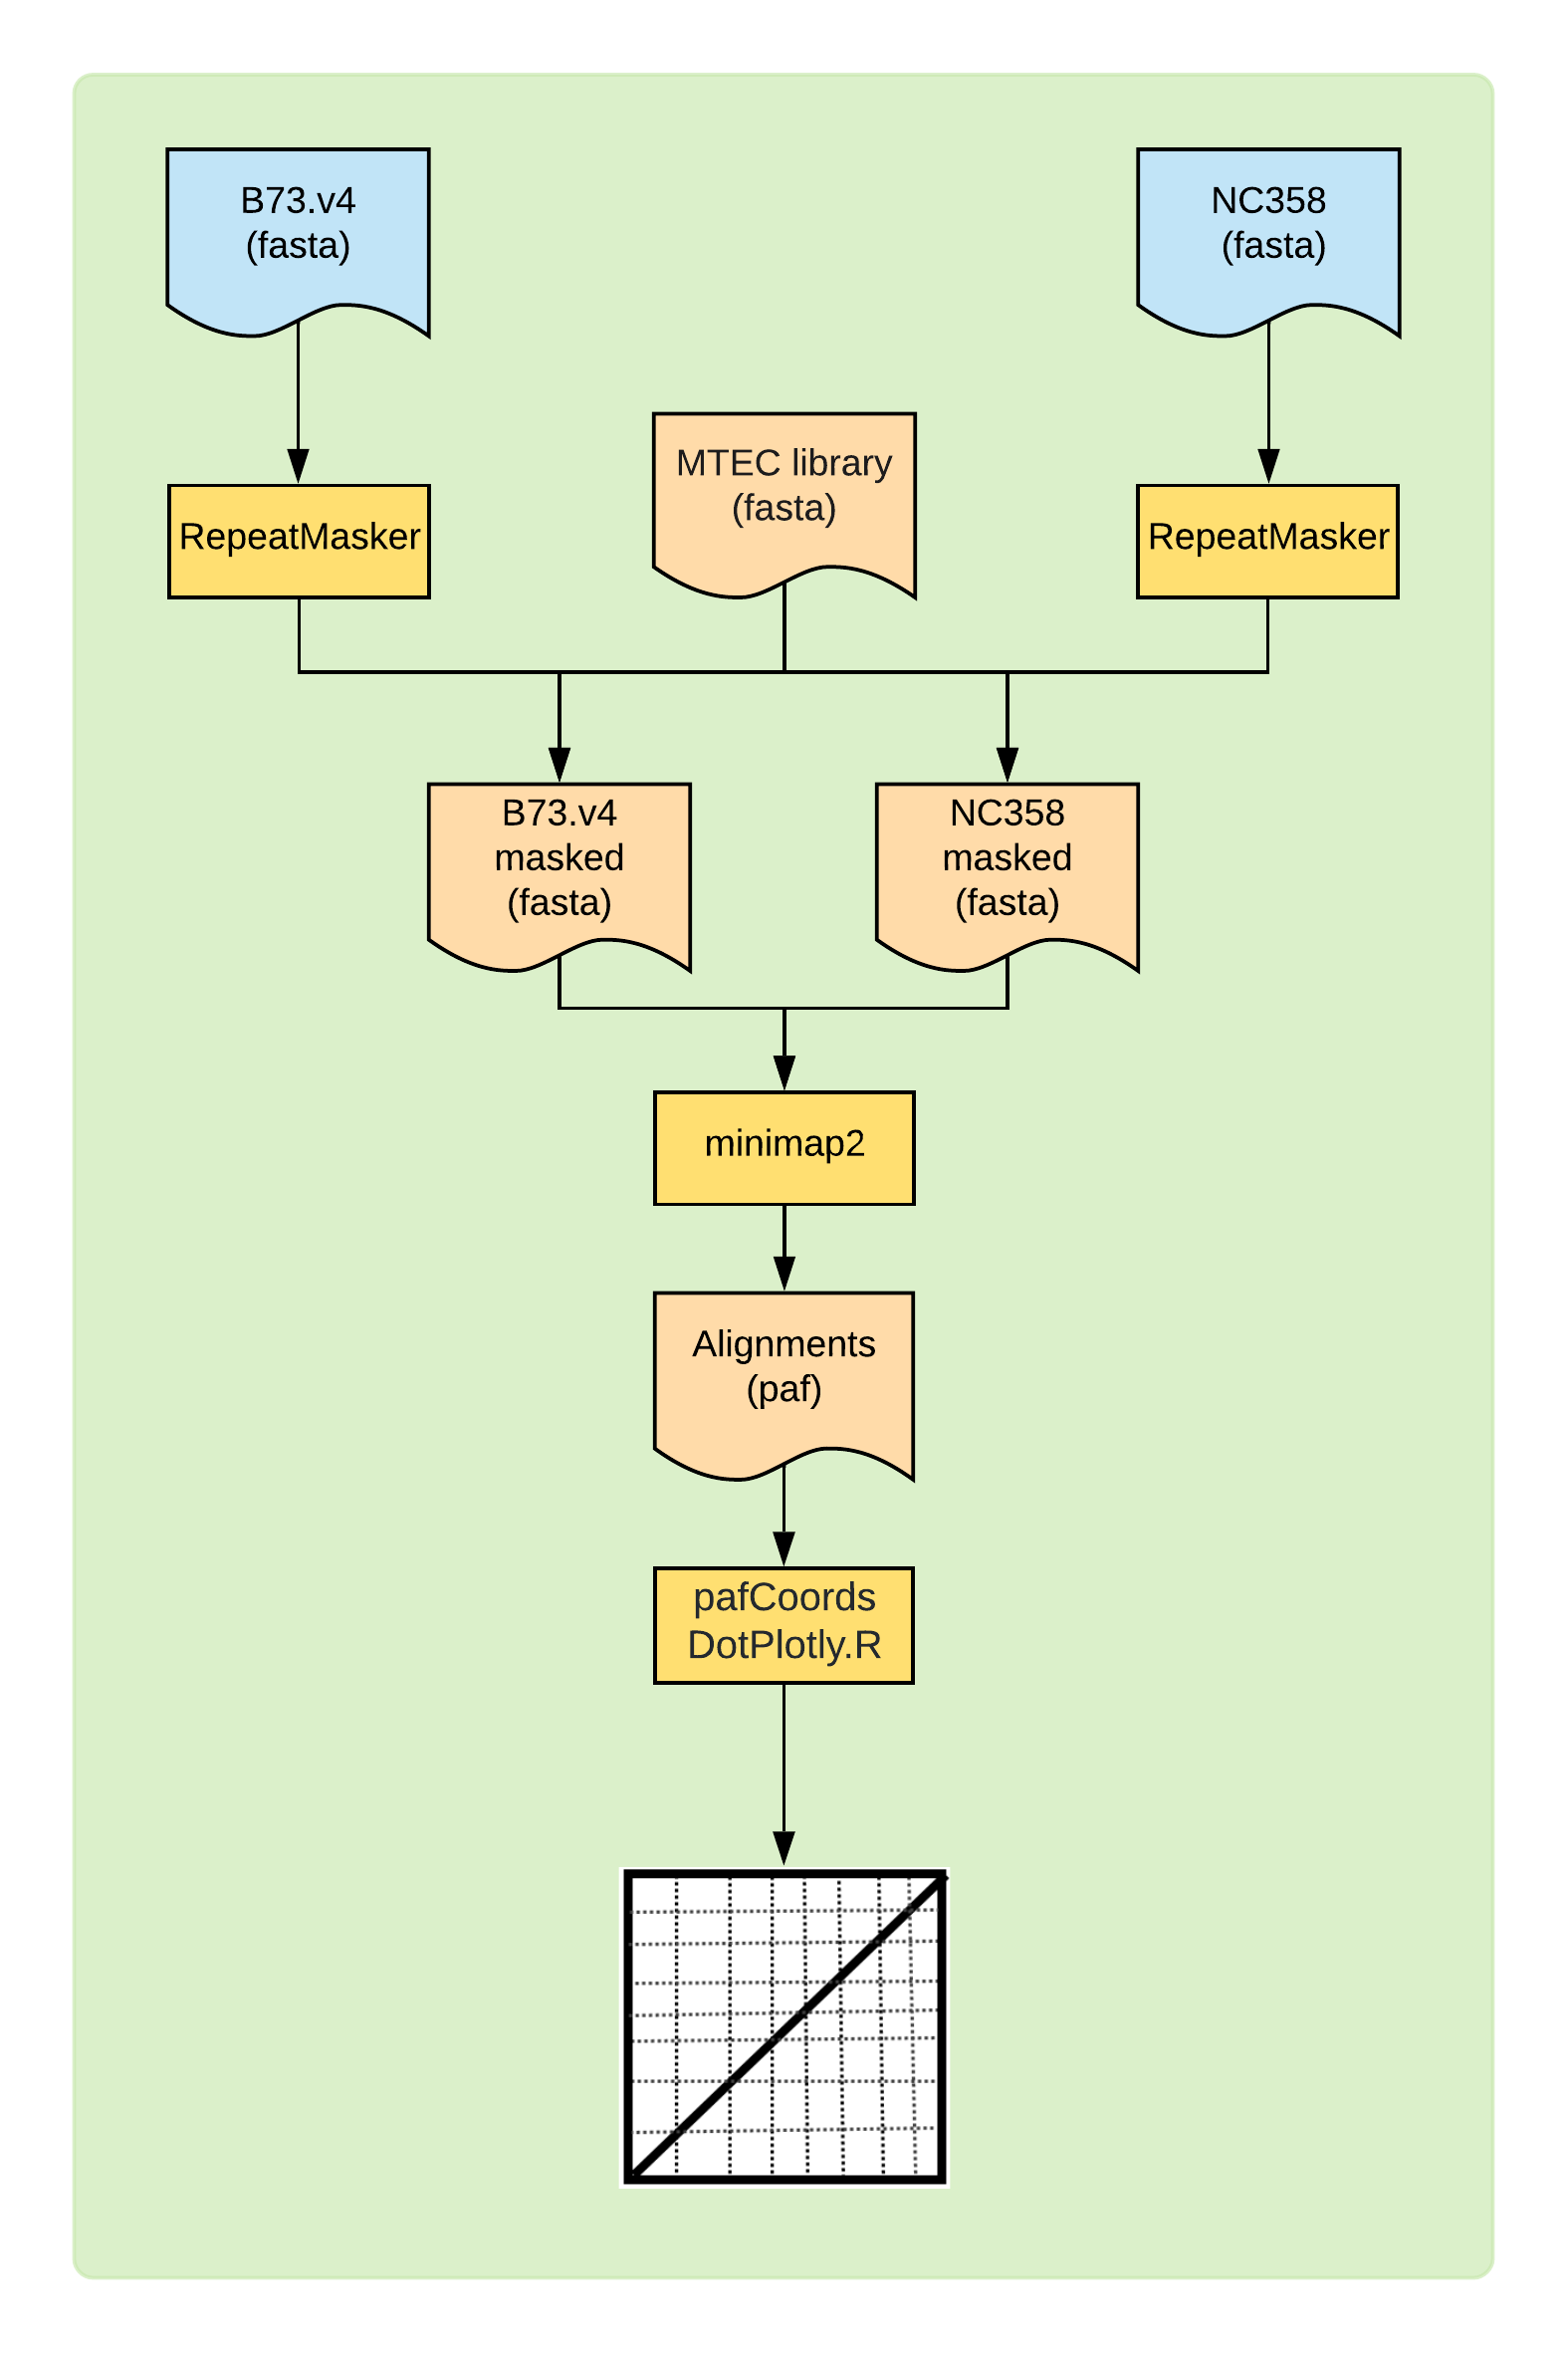 B73.v4
(fasta)
NC358
(fasta)
MTEC library
(fasta)
RepeatMasker
RepeatMasker
B73.v4
masked
(fasta)
NC358
masked
(fasta)
minimap2
Alignments
(paf)
pafCoords
DotPlotly.R